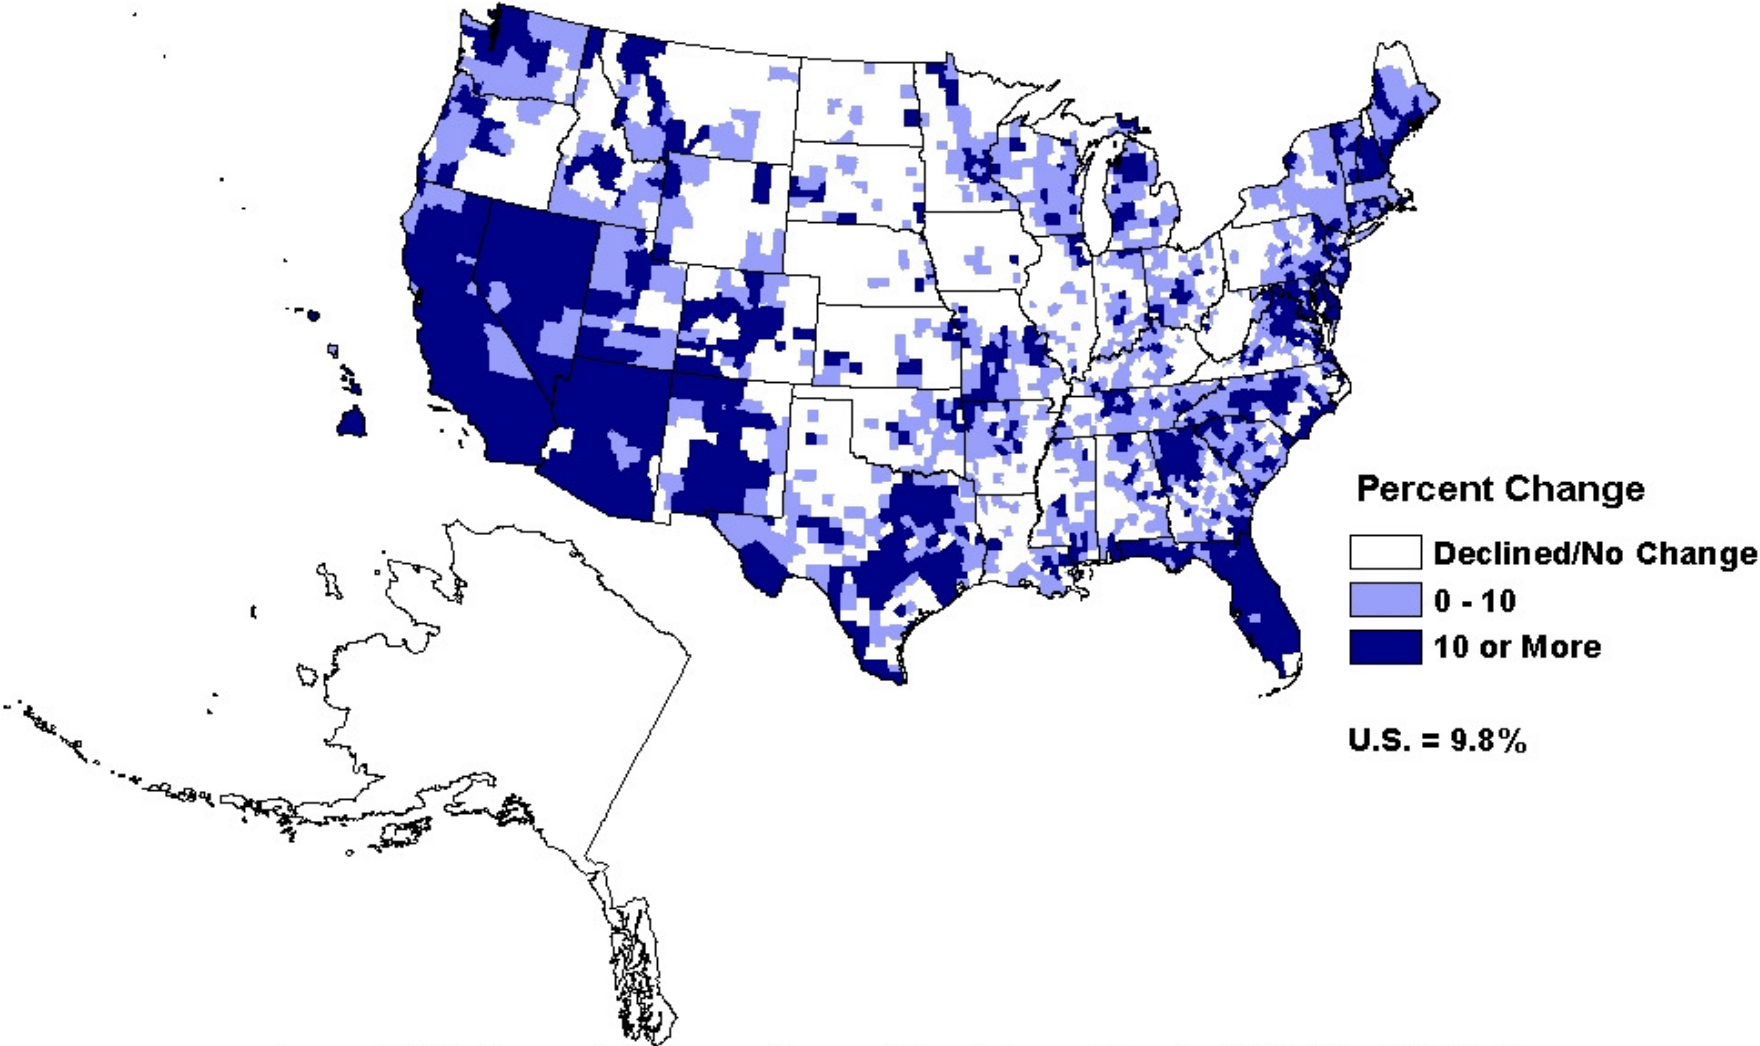 Percent Change
Declined/No Change
0 - 10
10 or More
U.S. = 9.8%